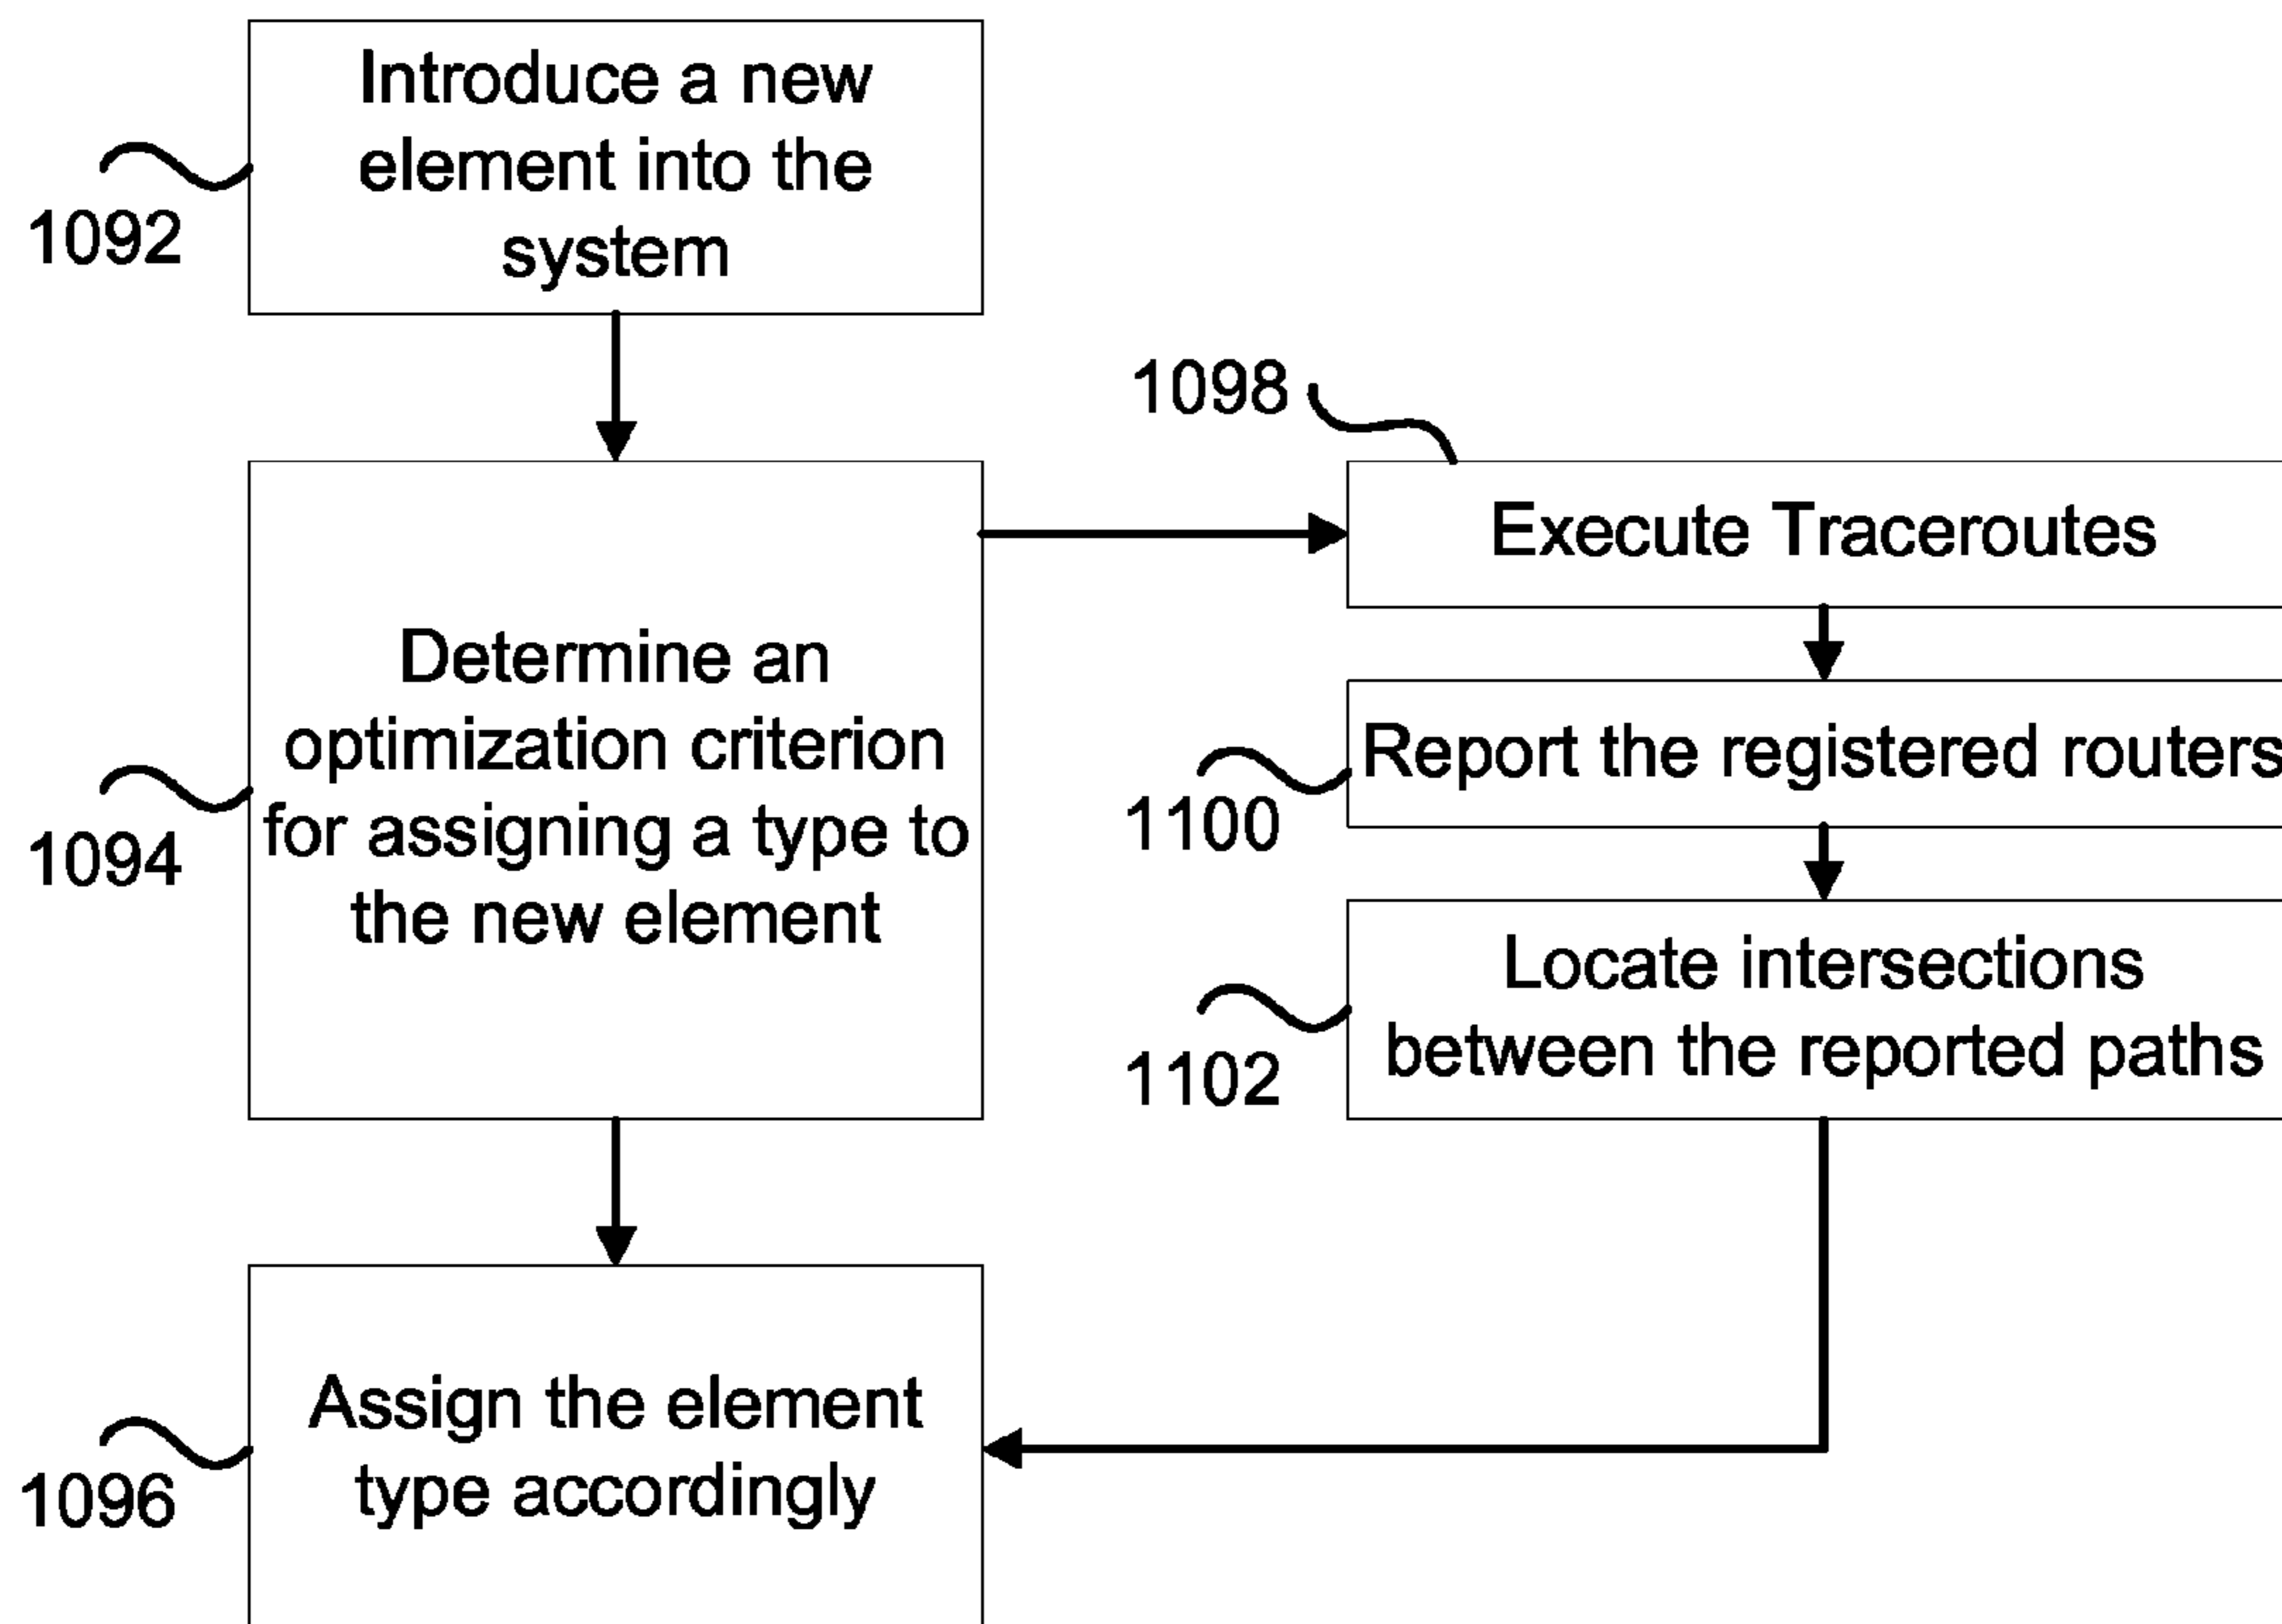 Introduce a new
element into the
system
1092
1098
Execute Traceroutes
Determine an
optimization criterion
for assigning a type to
the new element
1094
Report the registered routers
1100
Locate intersections
between the reported paths
1102
Assign the element
type accordingly
1096